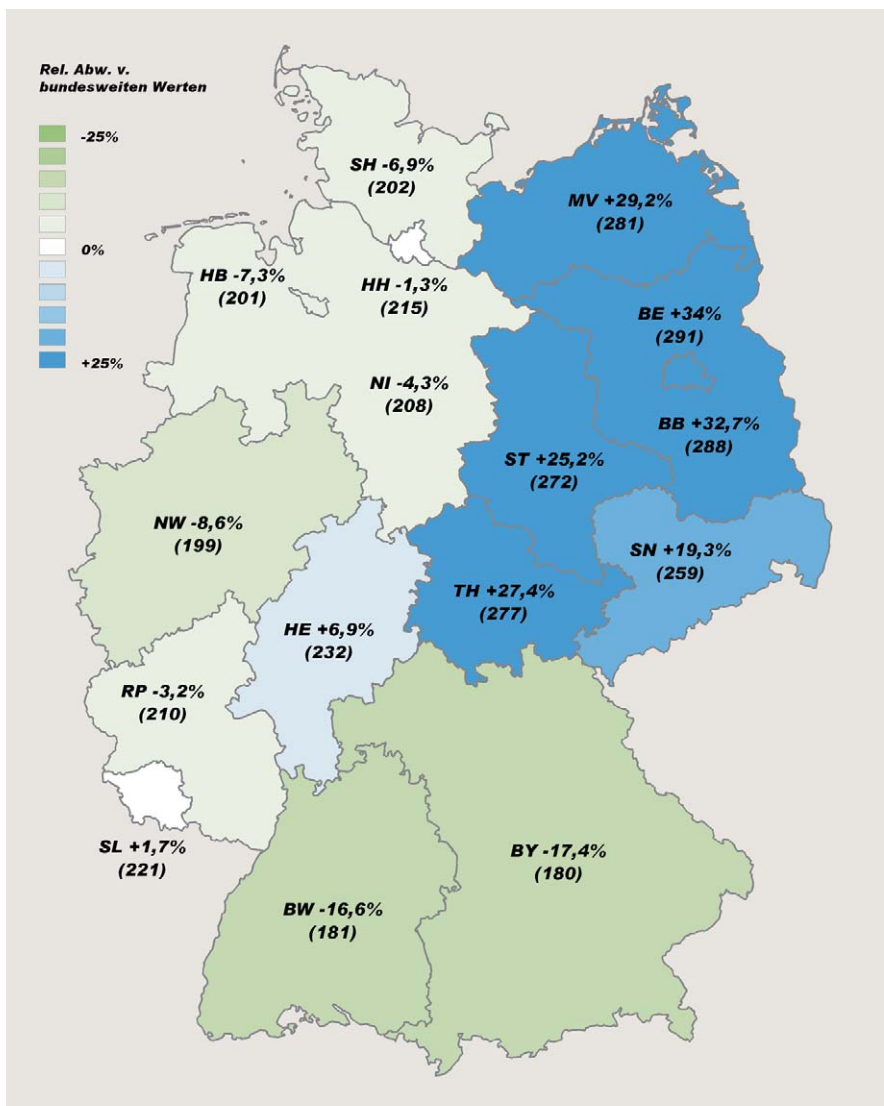 Rel. Abw. v.
bundesweiten Werten
-25%
0%
+25%
SH -6,9%
(202)
MV +29,2%
(281)
HB -7,3%
(201)
HH -1,3%
(215)
BE +34%
(291)
NI -4,3%
(208)
BB +32,7%
(288)
ST +25,2%
(272)
NW -8,6%
(199)
SN +19,3%
(259)
TH +27,4%
(277)
HE +6,9%
(232)
RP -3,2%
(210)
SL +1,7%
(221)
BY -17,4%
(180)
BW -16,6%
(181)